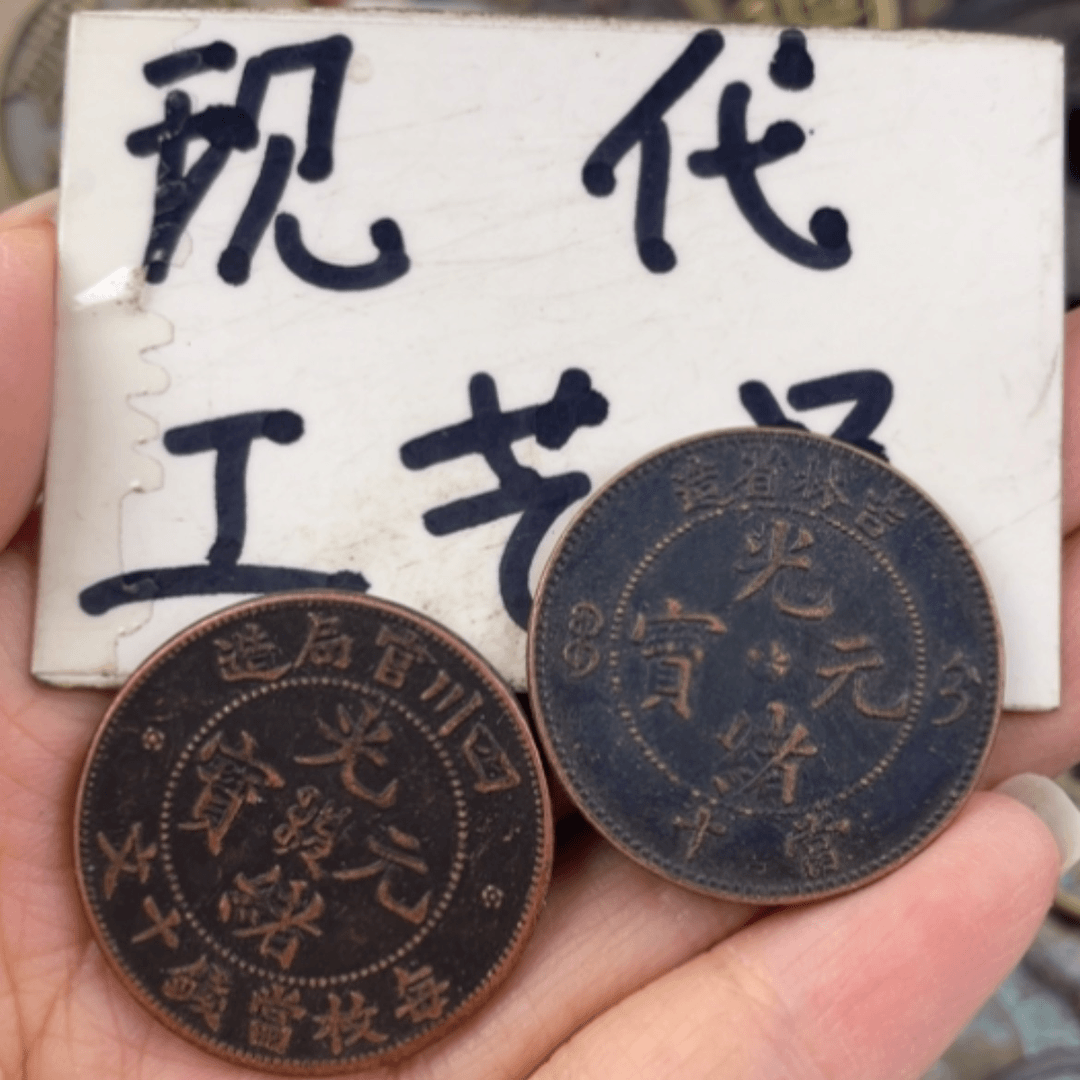 现代
工艺品
吉林省造
光緒元寶
當十
四川官局造
光緒元寶
每枚當錢十文